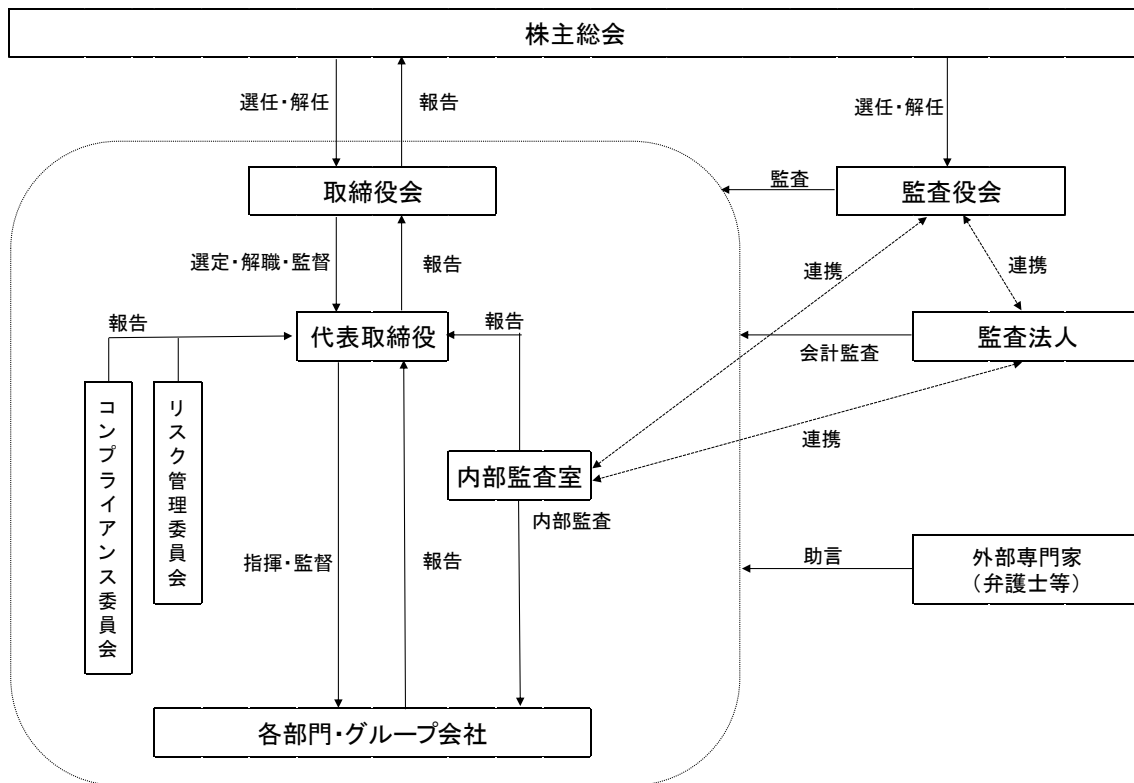 株主総会
選任・解任
報告
選任・解任
取締役会
監査
監査役会
選定・解職・監督
報告
連携
連携
報告
代表取締役
報告
会計監査
監査法人
コンプライアンス委員会
リスク管理委員会
連携
内部監査室
内部監査
指揮・監督
報告
助言
外部専門家
（弁護士等）
各部門・グループ会社